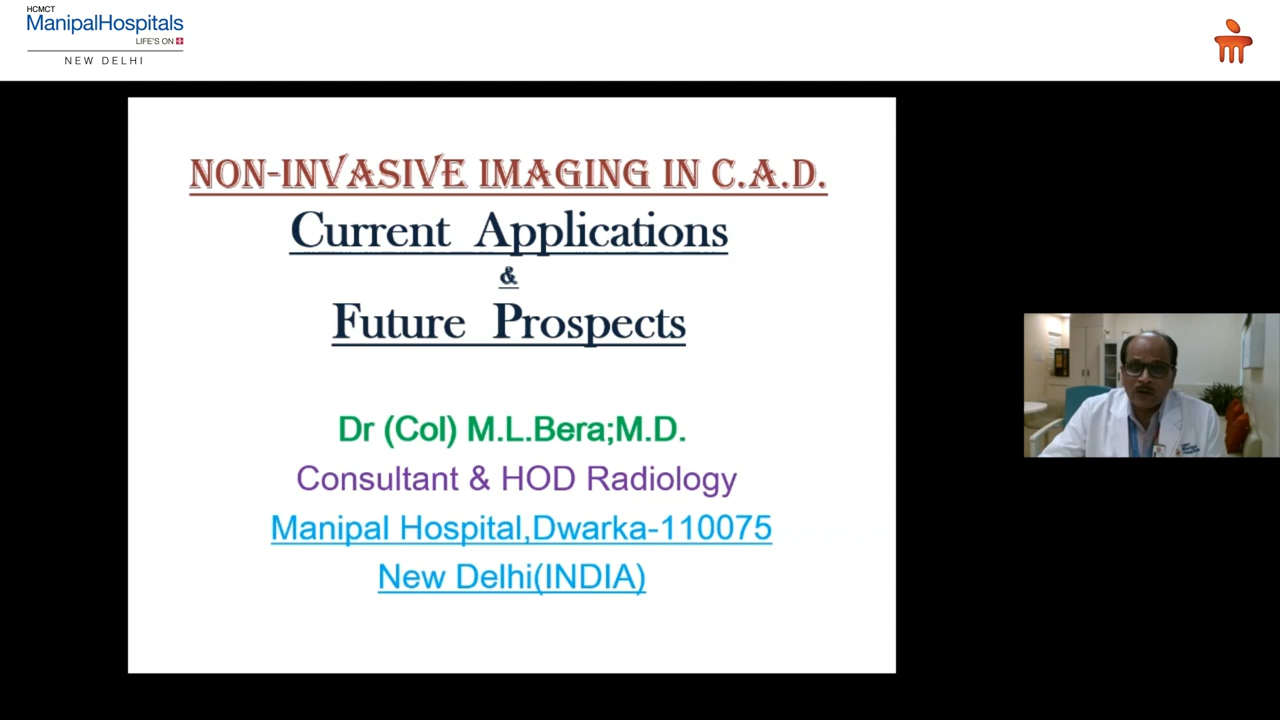 HCMCT
ManipalHospitals
LIFE'S ON
NEW DELHI
NON-INVASIVE IMAGING IN C.A.D.
Current Applications
&
Future Prospects
Dr (Col) M.L.Bera;M.D.
Consultant & HOD Radiology
Manipal Hospital,Dwarka-110075
New Delhi(INDIA)